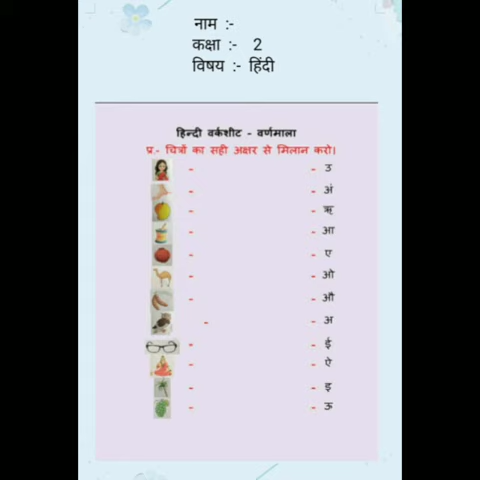 नाम :-
कक्षा :- 2
विषय :- हिंदी
हिन्दी वर्कशीट - वर्णमाला
प्र.- चित्रों का सही अक्षर से मिलान करो।
- - उ
- - अं
- - ऋ
- - आ
- - ए
- - ओ
- - औ
- - अ
- - ई
- - ऐ
- - इ
- - ऊ